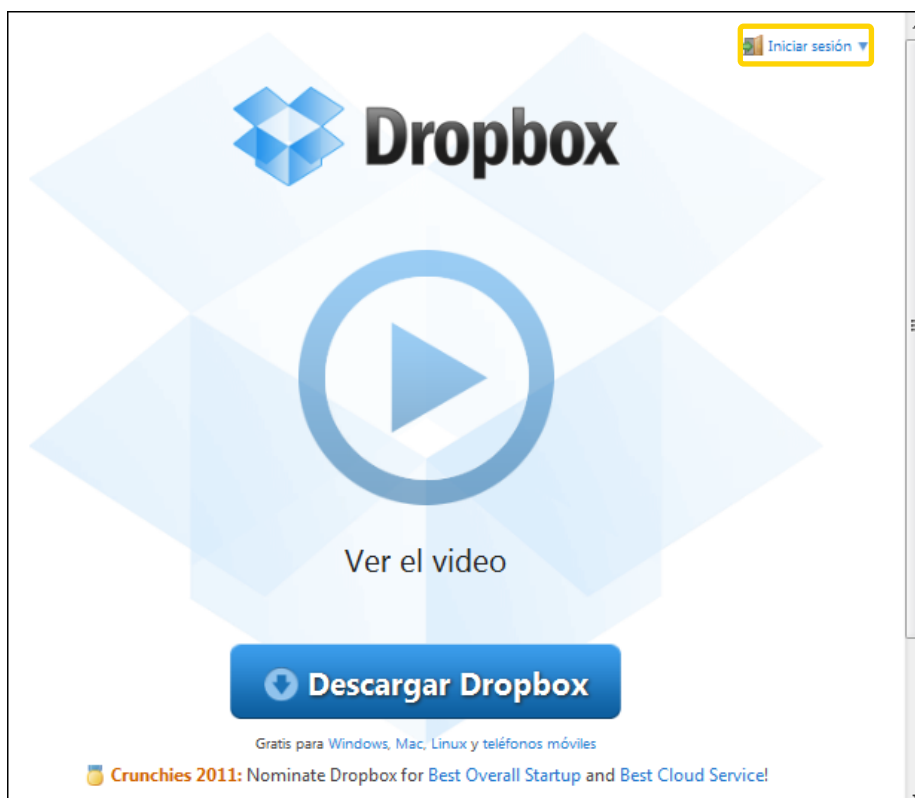 Iniciar sesión
Dropbox
Ver el video
Descargar Dropbox
Gratis para Windows, Mac, Linux y teléfonos móviles
Crunchies 2011: Nominate Dropbox for Best Overall Startup and Best Cloud Service!